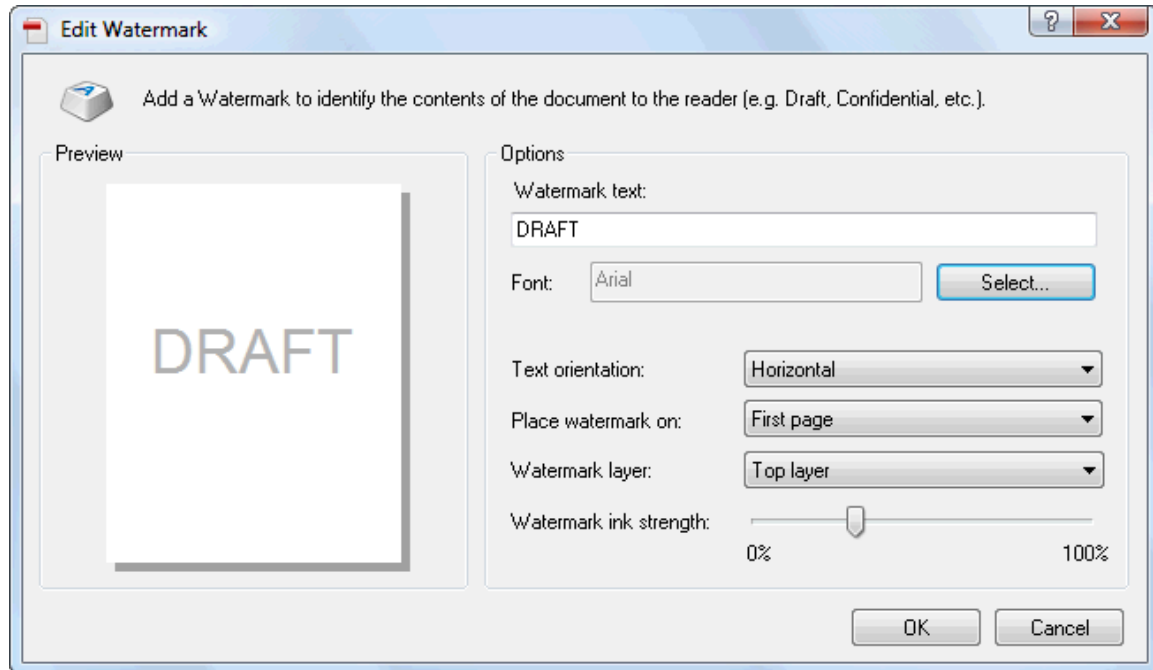 Edit Watermark
?
X
Add a Watermark to identify the contents of the document to the reader (e.g. Draft, Confidential, etc.).
Preview
DRAFT
Options
Watermark text:
DRAFT
Font: Arial Select...
Text orientation: Horizontal
Place watermark on: First page
Watermark layer: Top layer
Watermark ink strength:
0% 100%
OK Cancel